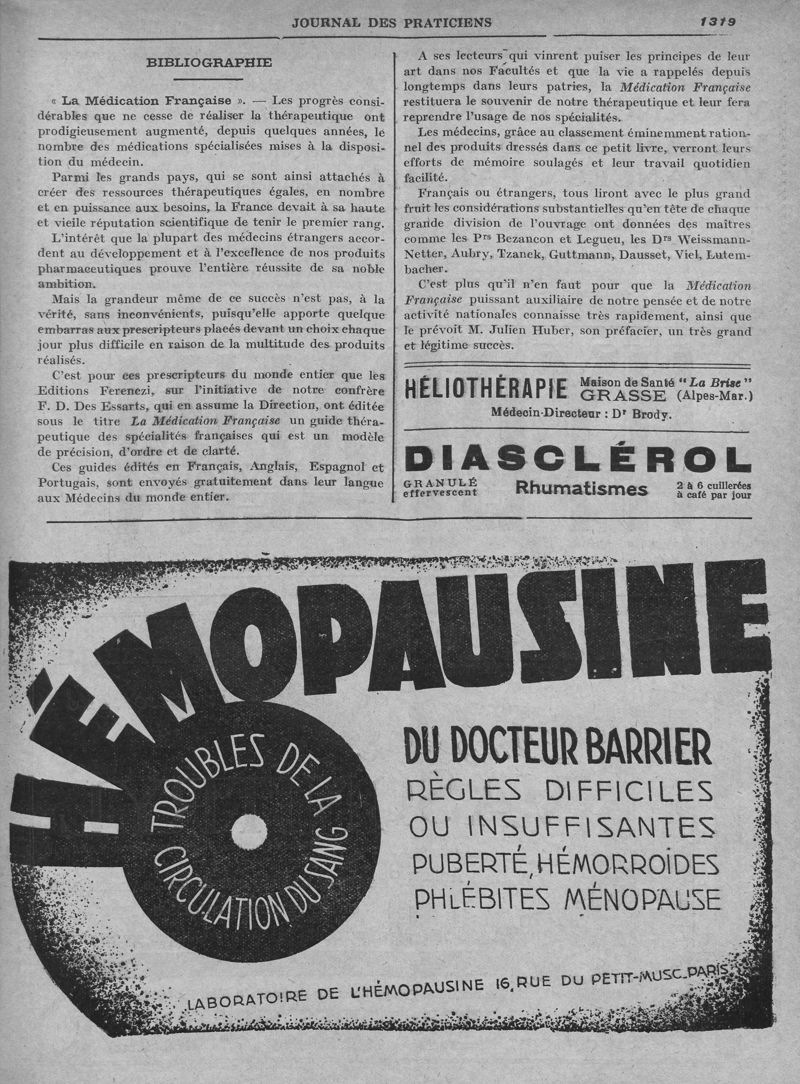 JOURNAL DES PRATICIENS 1319
BIBLIOGRAPHIE
« La Médication Française ». — Les progrès consi-
dérables que ne cesse de réaliser la thérapeutique ont
prodigieusement augmenté, depuis quelques années, le
nombre des médications spécialisées mises à la disposi-
tion du médecin.
Parmi les grands pays, qui se sont ainsi attachés à
créer des ressources thérapeutiques égales, en nombre
et en puissance aux besoins, la France devait à sa haute
et vieile réputation scientifique de tenir le premier rang.
L'intérêt que la plupart des médecins étrangers accor-
dent au développement et à l'excellence de nos produits
pharmaceutiques prouve l'entière réussite de sa noble
ambition.
Mais la grandeur même de ce succès n'est pas, à la
vérité, sans inconvénients, puisqu'elle apporte quelque
embarras aux prescripteurs placés devant un choix chaque
jour plus difficile en raison de la multitude des produits
réalisés.
C'est pour ces prescripteurs du monde entier que les
Editions Ferenczi, sur l'initiative de notre confrère
F. D. Des Essarts, qui en assume la Direction, ont éditée
sous le titre La Médication Française un guide théra-
peutique des spécialités françaises qui est un modèle
de précision, d'ordre et de clarté.
Ces guides édités en Français, Anglais, Espagnol et
Portugais, sont envoyés gratuitement dans leur langue
aux Médecins du monde entier.
A ses lecteurs qui vinrent puiser les principes de leur
art dans nos Facultés et que la vie a rappelés depuis
longtemps dans leurs patries, la Médication Française
restituera le souvenir de notre thérapeutique et leur fera
reprendre l'usage de nos spécialités.
Les médecins, grâce au classement éminemment ration-
nel des produits dressés dans ce petit livre, verront leurs
efforts de mémoire soulagés et leur travail quotidien
facilité.
Français ou étrangers, tous liront avec le plus grand
fruit les considérations substantielles qu'en tête de chaque
grande division de l'ouvrage ont données des maîtres
comme les Prs Bezancon et Legueu, les Drs Weissmann-
Netter, Aubry, Tzanck, Guttmann, Dausset, Viel, Lutem-
bacher.
C'est plus qu'il n'en faut pour que la Médication
Française puissant auxiliaire de notre pensée et de notre
activité nationales connaisse très rapidement, ainsi que
le prévoit M. Julien Huber, son préfacier, un très grand
et légitime succès.
HÉLIOTHÉRAPIE Maison de Santé "La Brise"
GRASSE (Alpes-Mar.)
Médecin-Directeur : Dr Brody.
DIASCLÉROL
GRANULÉ effervescent Rhumatismes 2 à 6 cuillerées
à café par jour
HÉMOPAUSINE
TROUBLES DE LA
CIRCULATION DU SANG
DU DOCTEUR BARRIER
RÈGLES DIFFICILES
OU INSUFFISANTES
PUBERTÉ, HÉMORROÏDES
PHLÉBITES MÉNOPAUSE
LABORATOIRE DE L'HÉMOPAUSINE 16, RUE DU PETIT-MUSC_PARIS